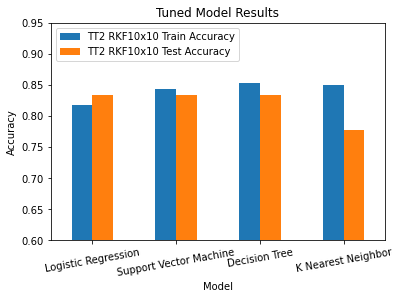 Tuned Model Results
TT2 RKF10x10 Train Accuracy
TT2 RKF10x10 Test Accuracy
Accuracy
0.95
0.90
0.85
0.80
0.75
0.70
0.65
0.60
Logistic Regression
Support Vector Machine
Decision Tree
K Nearest Neighbor
Model